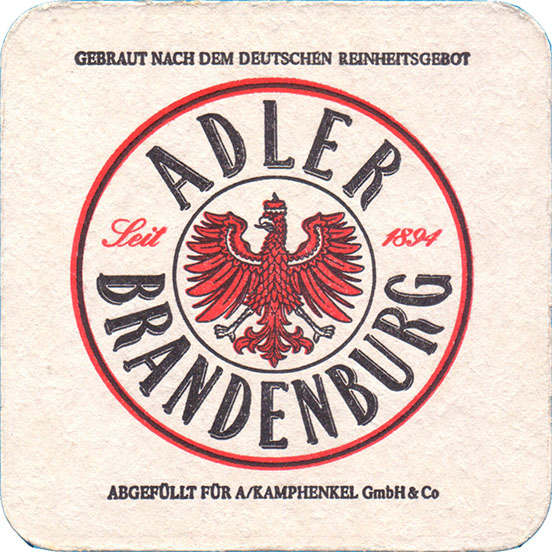 GEBRAUT NACH DEM DEUTSCHEN REINHEITSGEBOT
ADLER
Seit 1894
BRANDENBURG
ABGEFÜLLT FÜR A/KAMPHENKEL GmbH & Co